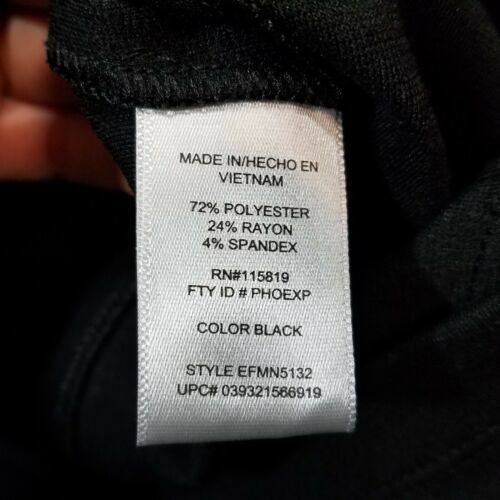 MADE IN/HECHO EN
VIETNAM
72% POLYESTER
24% RAYON
4% SPANDEX
RN#115819
FTY ID # PHOEXP
COLOR BLACK
STYLE EFMN5132
UPC# 039321566919